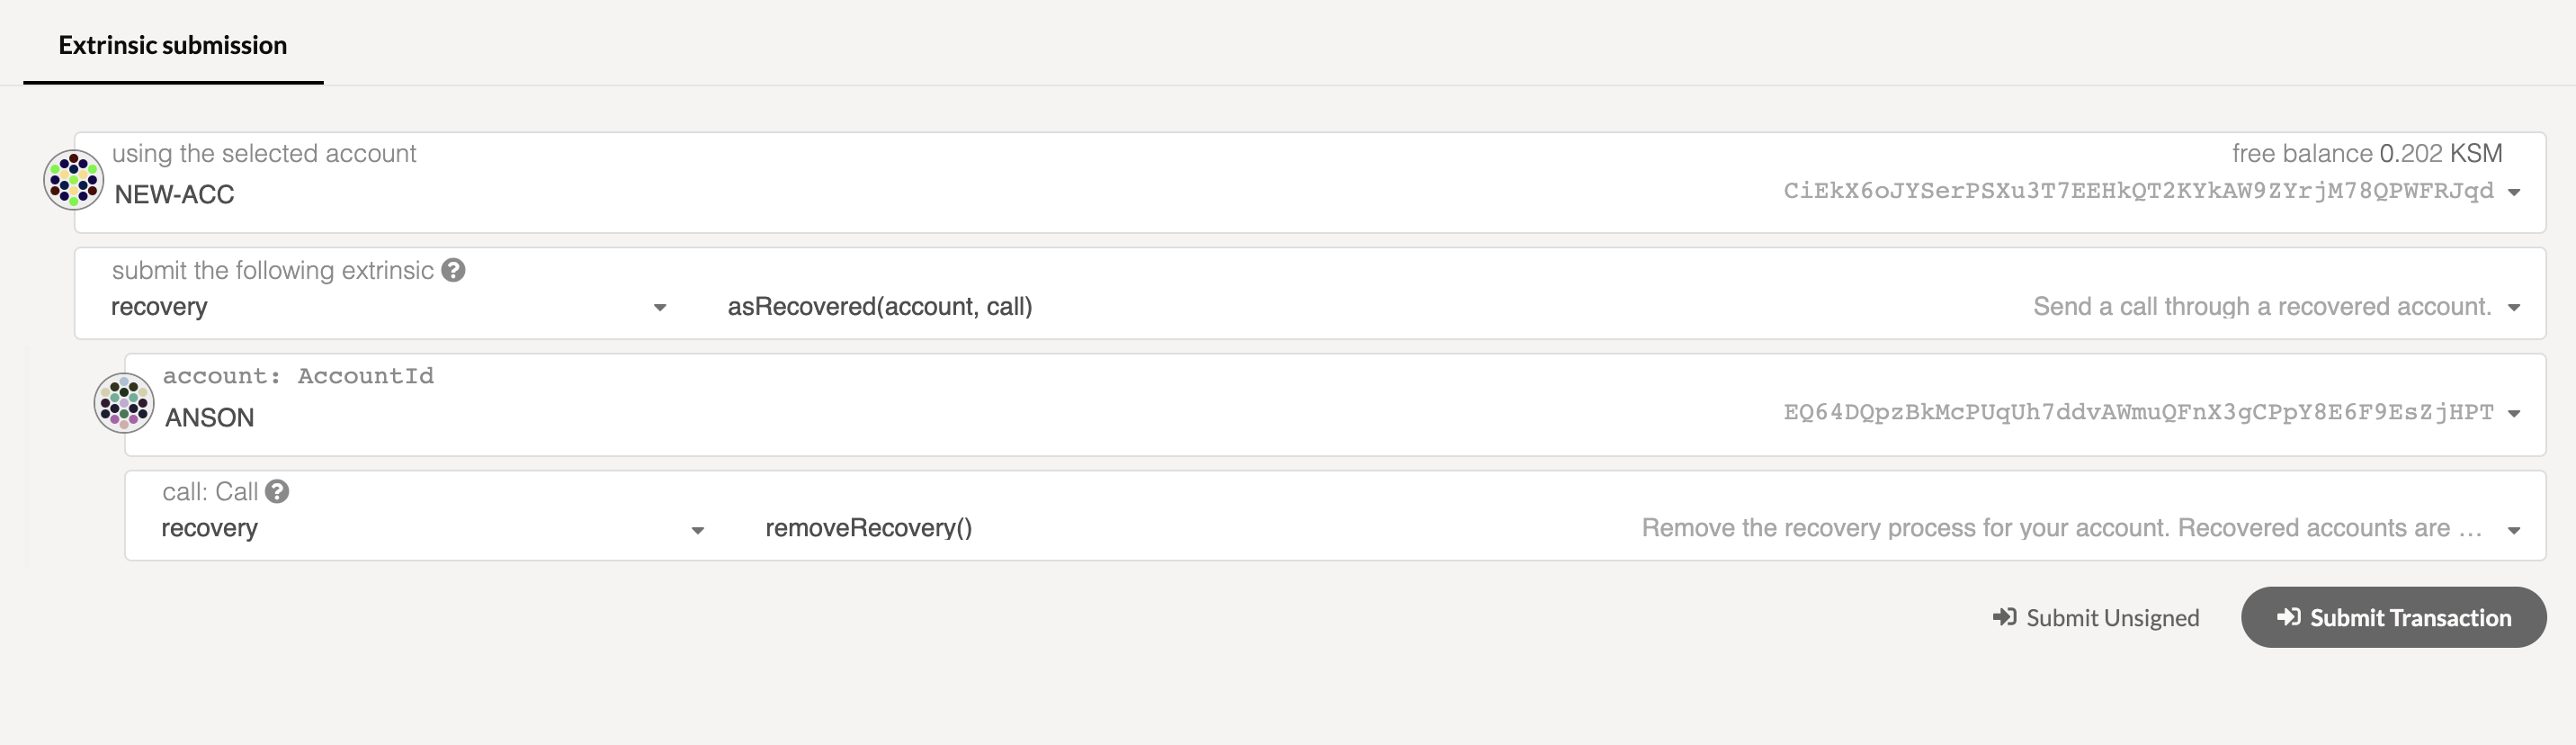 Extrinsic submission
using the selected account
free balance 0.202 KSM
NEW-ACC
CiEkX6oJYSerPSXu3T7EEHkQT2KYkAW9ZYrjM78QPWFRJqd
submit the following extrinsic ?
recovery
asRecovered(account, call)
Send a call through a recovered account.
account: AccountId
ANSON
EQ64DQpzBkMcPUqUh7ddvAWmuQFnX3gCPpY8E6F9EsZjHPT
call: Call ?
recovery
removeRecovery()
Remove the recovery process for your account. Recovered accounts are …
Submit Unsigned
Submit Transaction